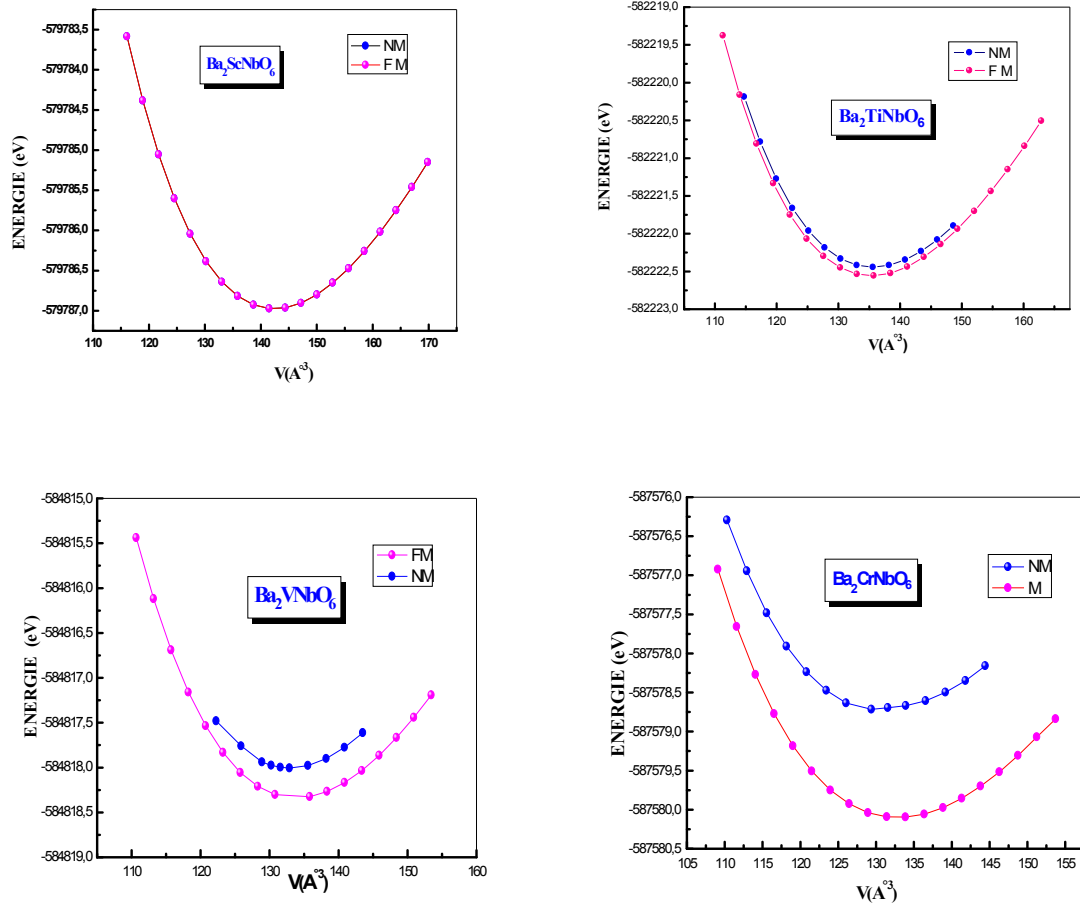 -579783,5
-579784,0
-579784,5
-579785,0
-579785,5
-579786,0
-579786,5
-579787,0
ENERGIE (eV)
Ba₂ScNbO₆
NM
FM
110 120 130 140 150 160 170
V(A°³)
-582219,0
-582219,5
-582220,0
-582220,5
-582221,0
-582221,5
-582222,0
-582222,5
-582223,0
ENERGIE (eV)
Ba₂TiNbO₆
NM
FM
110 120 130 140 150 160
V(A°³)
-584815,0
-584815,5
-584816,0
-584816,5
-584817,0
-584817,5
-584818,0
-584818,5
-584819,0
ENERGIE (eV)
Ba₂VNbO₆
FM
NM
110 120 130 140 150 160
V(A°³)
-587576,0
-587576,5
-587577,0
-587577,5
-587578,0
-587578,5
-587579,0
-587579,5
-587580,0
-587580,5
ENERGIE (eV)
Ba₂CrNbO₆
NM
M
105 110 115 120 125 130 135 140 145 150 155
V(A°³)